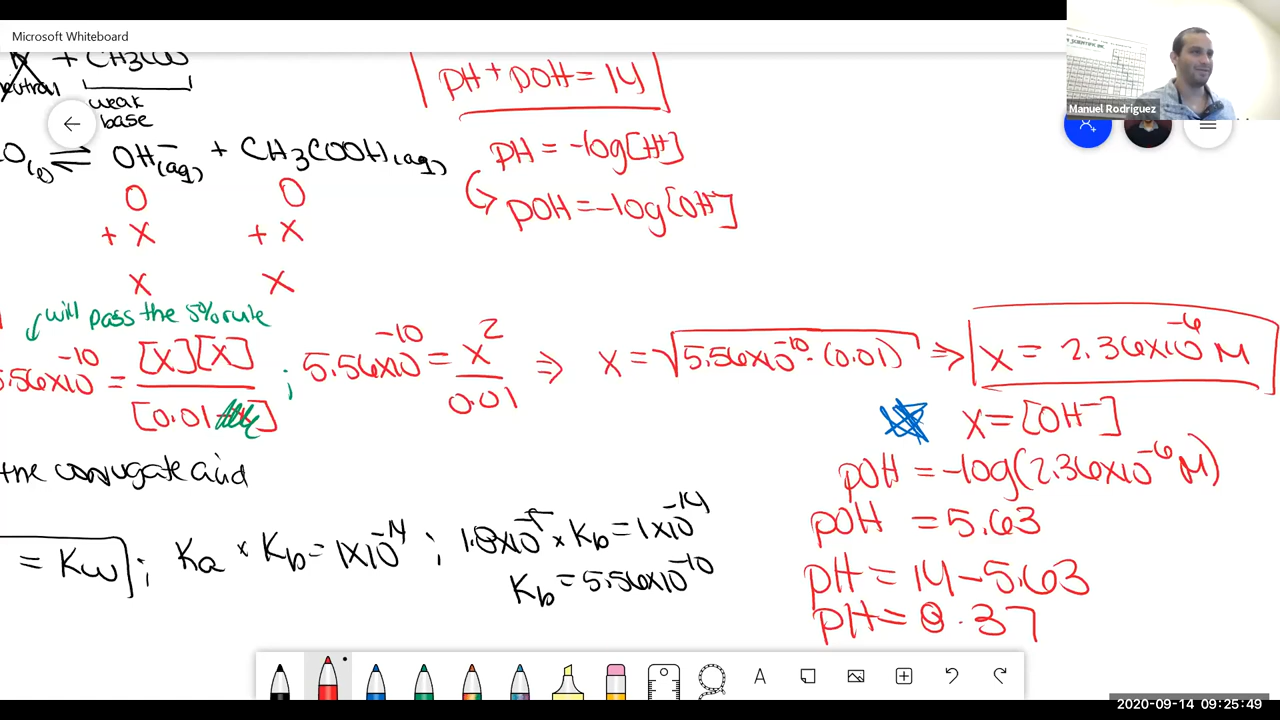 Microsoft Whiteboard
Manuel Rodriguez
+ CH3COO
neutral
weak
base
pH + pOH = 14
O(l) ⇌ OH⁻(aq) + CH3COOH(aq)
pH = -log[H+]
pOH = -log[OH⁻]
0 0
+X +X
X X
will pass the 5% rule
5.56x10⁻¹⁰ = [X][X] / [0.01 ; 5.56x10⁻¹⁰ = X² / 0.01 ⇒ X = √5.56x10⁻¹⁰·(0.01) ⇒ X = 2.36x10⁻⁶ M
X = [OH⁻]
the conjugate acid
pOH = -log(2.36x10⁻⁶ M)
pOH = 5.63
= Kw ; Ka x Kb = 1x10⁻¹⁴ ; 1.8x10⁻⁵ x Kb = 1x10⁻¹⁴
Kb = 5.56x10⁻¹⁰
pH = 14 - 5.63
pH = 8.37
A
2020-09-14 09:25:49